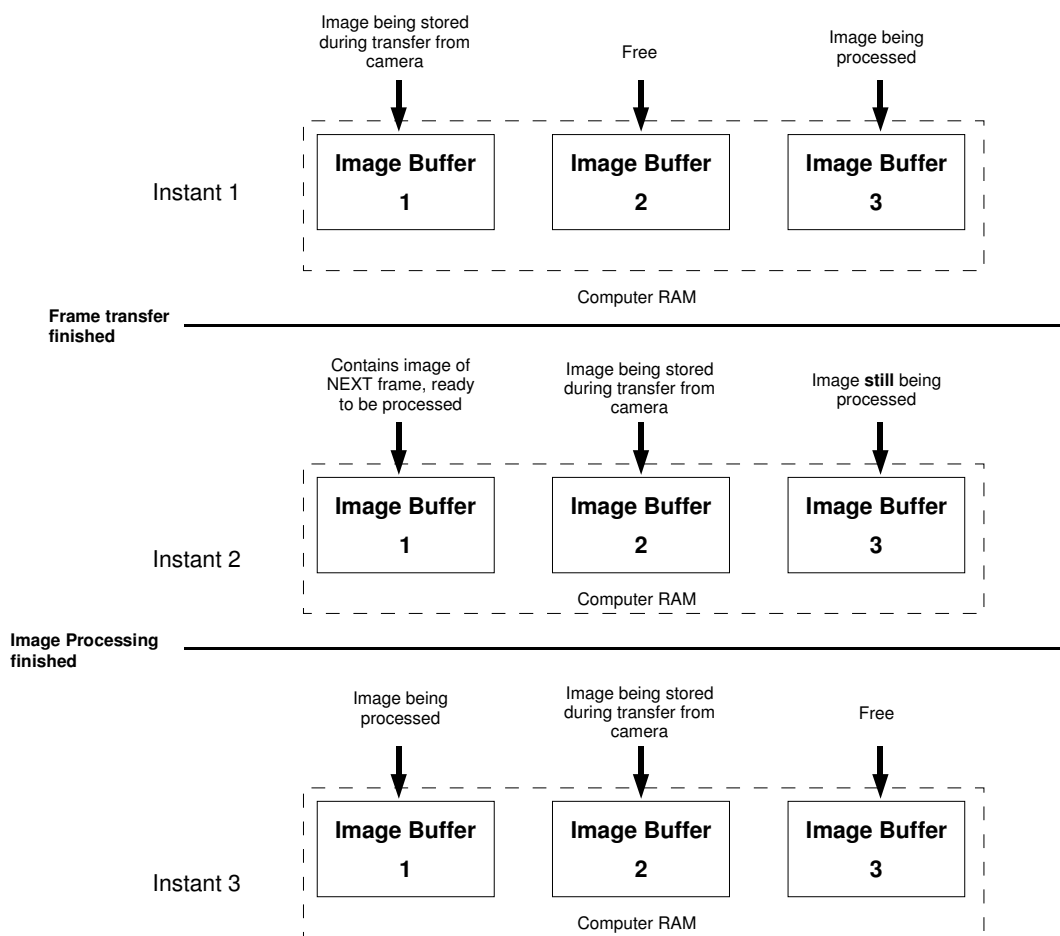 Image being stored
during transfer from
camera
Free
Image being
processed
Image Buffer
1
Image Buffer
2
Image Buffer
3
Instant 1
Computer RAM
Frame transfer
finished
Contains image of
NEXT frame, ready
to be processed
Image being stored
during transfer from
camera
Image still being
processed
Image Buffer
1
Image Buffer
2
Image Buffer
3
Instant 2
Computer RAM
Image Processing
finished
Image being
processed
Image being stored
during transfer from
camera
Free
Image Buffer
1
Image Buffer
2
Image Buffer
3
Instant 3
Computer RAM